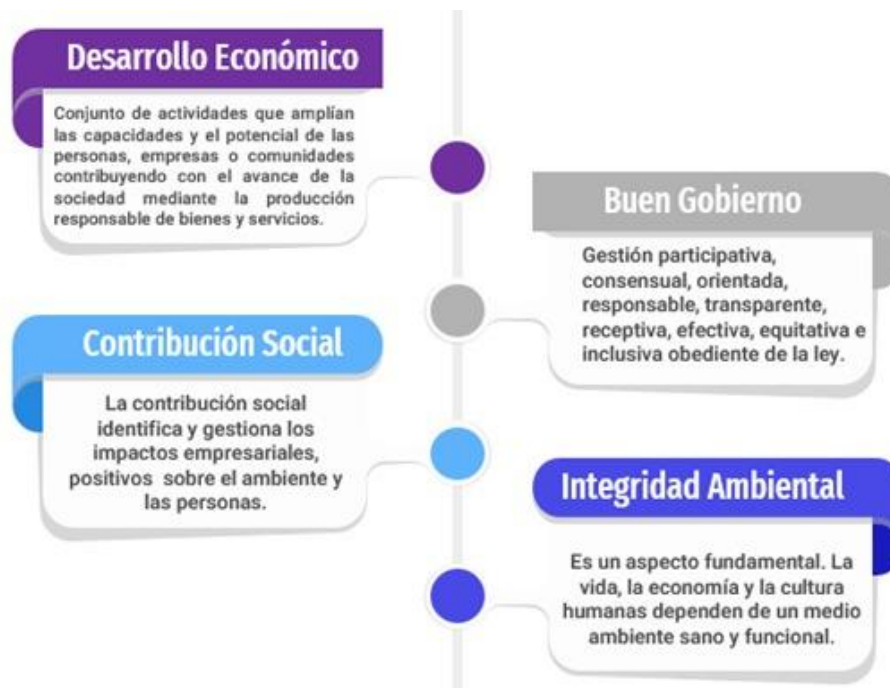 Desarrollo Económico
Conjunto de actividades que amplían
las capacidades y el potencial de las
personas, empresas o comunidades
contribuyendo con el avance de la
sociedad mediante la producción
responsable de bienes y servicios.
Buen Gobierno
Gestión participativa,
consensual, orientada,
responsable, transparente,
receptiva, efectiva, equitativa e
inclusiva obediente de la ley.
Contribución Social
La contribución social
identifica y gestiona los
impactos empresariales,
positivos sobre el ambiente y
las personas.
Integridad Ambiental
Es un aspecto fundamental. La
vida, la economía y la cultura
humanas dependen de un medio
ambiente sano y funcional.